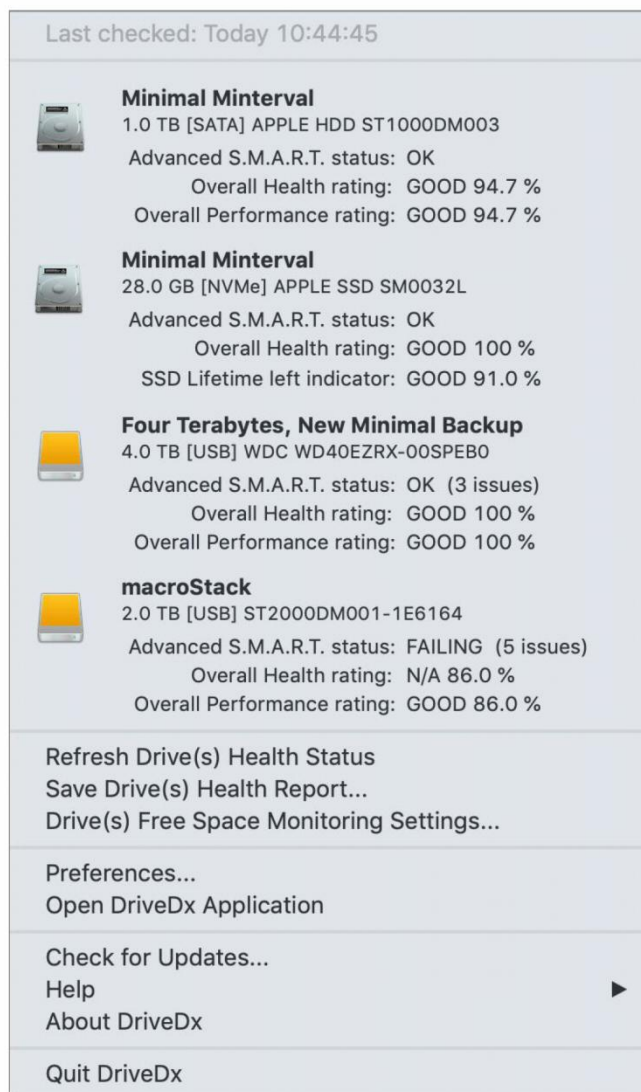 Last checked: Today 10:44:45
Minimal Minterval
1.0 TB [SATA] APPLE HDD ST1000DM003
Advanced S.M.A.R.T. status: OK
Overall Health rating: GOOD 94.7 %
Overall Performance rating: GOOD 94.7 %
Minimal Minterval
28.0 GB [NVMe] APPLE SSD SM0032L
Advanced S.M.A.R.T. status: OK
Overall Health rating: GOOD 100 %
SSD Lifetime left indicator: GOOD 91.0 %
Four Terabytes, New Minimal Backup
4.0 TB [USB] WDC WD40EZRX-00SPEB0
Advanced S.M.A.R.T. status: OK (3 issues)
Overall Health rating: GOOD 100 %
Overall Performance rating: GOOD 100 %
macroStack
2.0 TB [USB] ST2000DM001-1E6164
Advanced S.M.A.R.T. status: FAILING (5 issues)
Overall Health rating: N/A 86.0 %
Overall Performance rating: GOOD 86.0 %
Refresh Drive(s) Health Status
Save Drive(s) Health Report...
Drive(s) Free Space Monitoring Settings...
Preferences...
Open DriveDx Application
Check for Updates...
Help
About DriveDx
Quit DriveDx